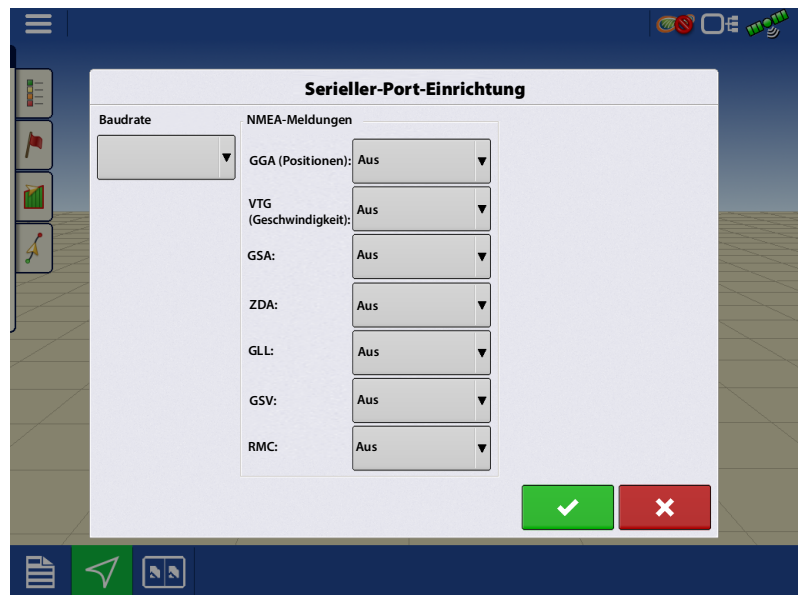 Serieller-Port-Einrichtung
Baudrate
NMEA-Meldungen
GGA (Positionen): Aus
VTG
(Geschwindigkeit): Aus
GSA: Aus
ZDA: Aus
GLL: Aus
GSV: Aus
RMC: Aus